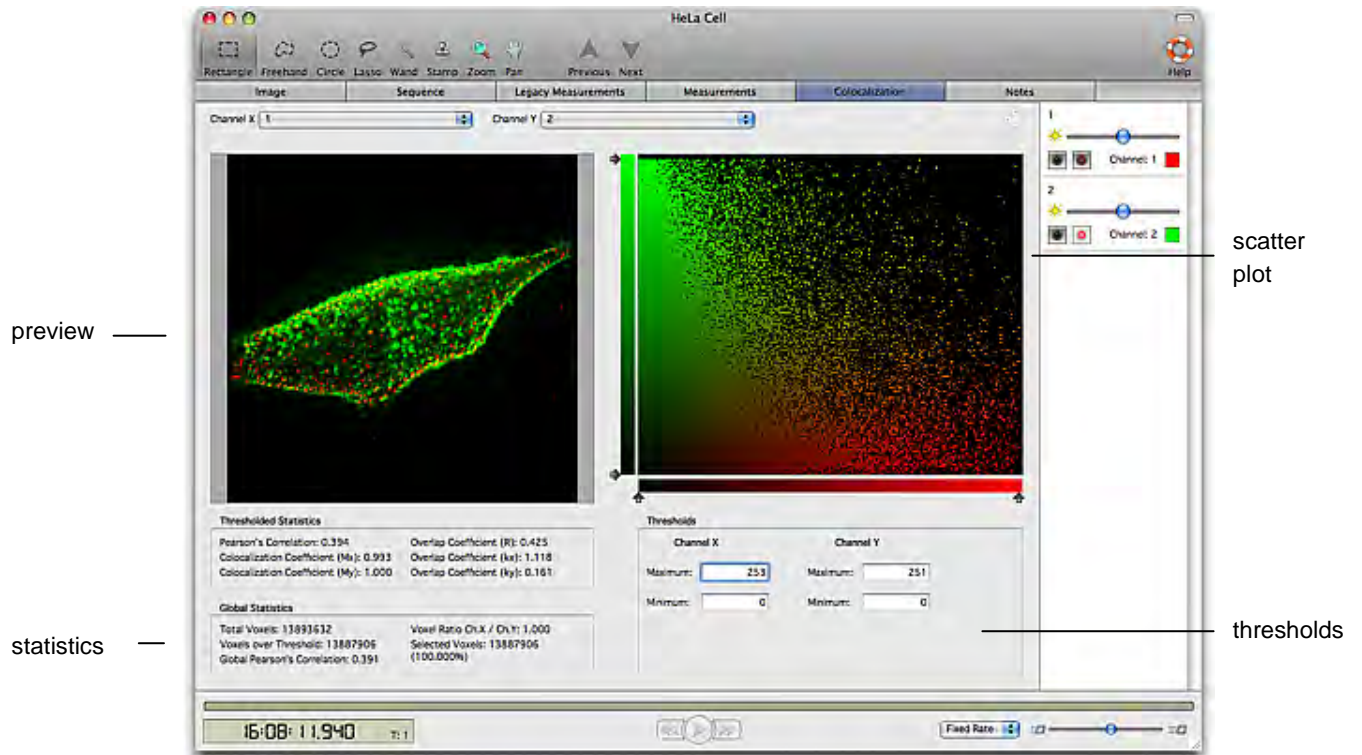 HeLa Cell
Rectangle Freehand Circle Lasso Wand Stamp Zoom Pan Previous Next Help
Image Sequence Legacy Measurements Measurements Colocalization Notes
Channel X 1 Channel Y 2
1
Channel: 1
2
Channel: 2
scatter
plot
preview
Thresholded Statistics
Pearson's Correlation: 0.394 Overlap Coefficient (R): 0.425
Colocalization Coefficient (Mx): 0.993 Overlap Coefficient (kx): 1.118
Colocalization Coefficient (My): 1.000 Overlap Coefficient (ky): 0.161
Thresholds
Channel X Channel Y
Maximum: 253 Maximum: 251
Minimum: 0 Minimum: 0
Global Statistics
Total Voxels: 13893632 Voxel Ratio Ch.X / Ch.Y: 1.000
Voxels over Threshold: 13887906 Selected Voxels: 13887906
Global Pearson's Correlation: 0.391 (100.000%)
statistics
thresholds
16:08:11.940 7:1
Fixed Rate